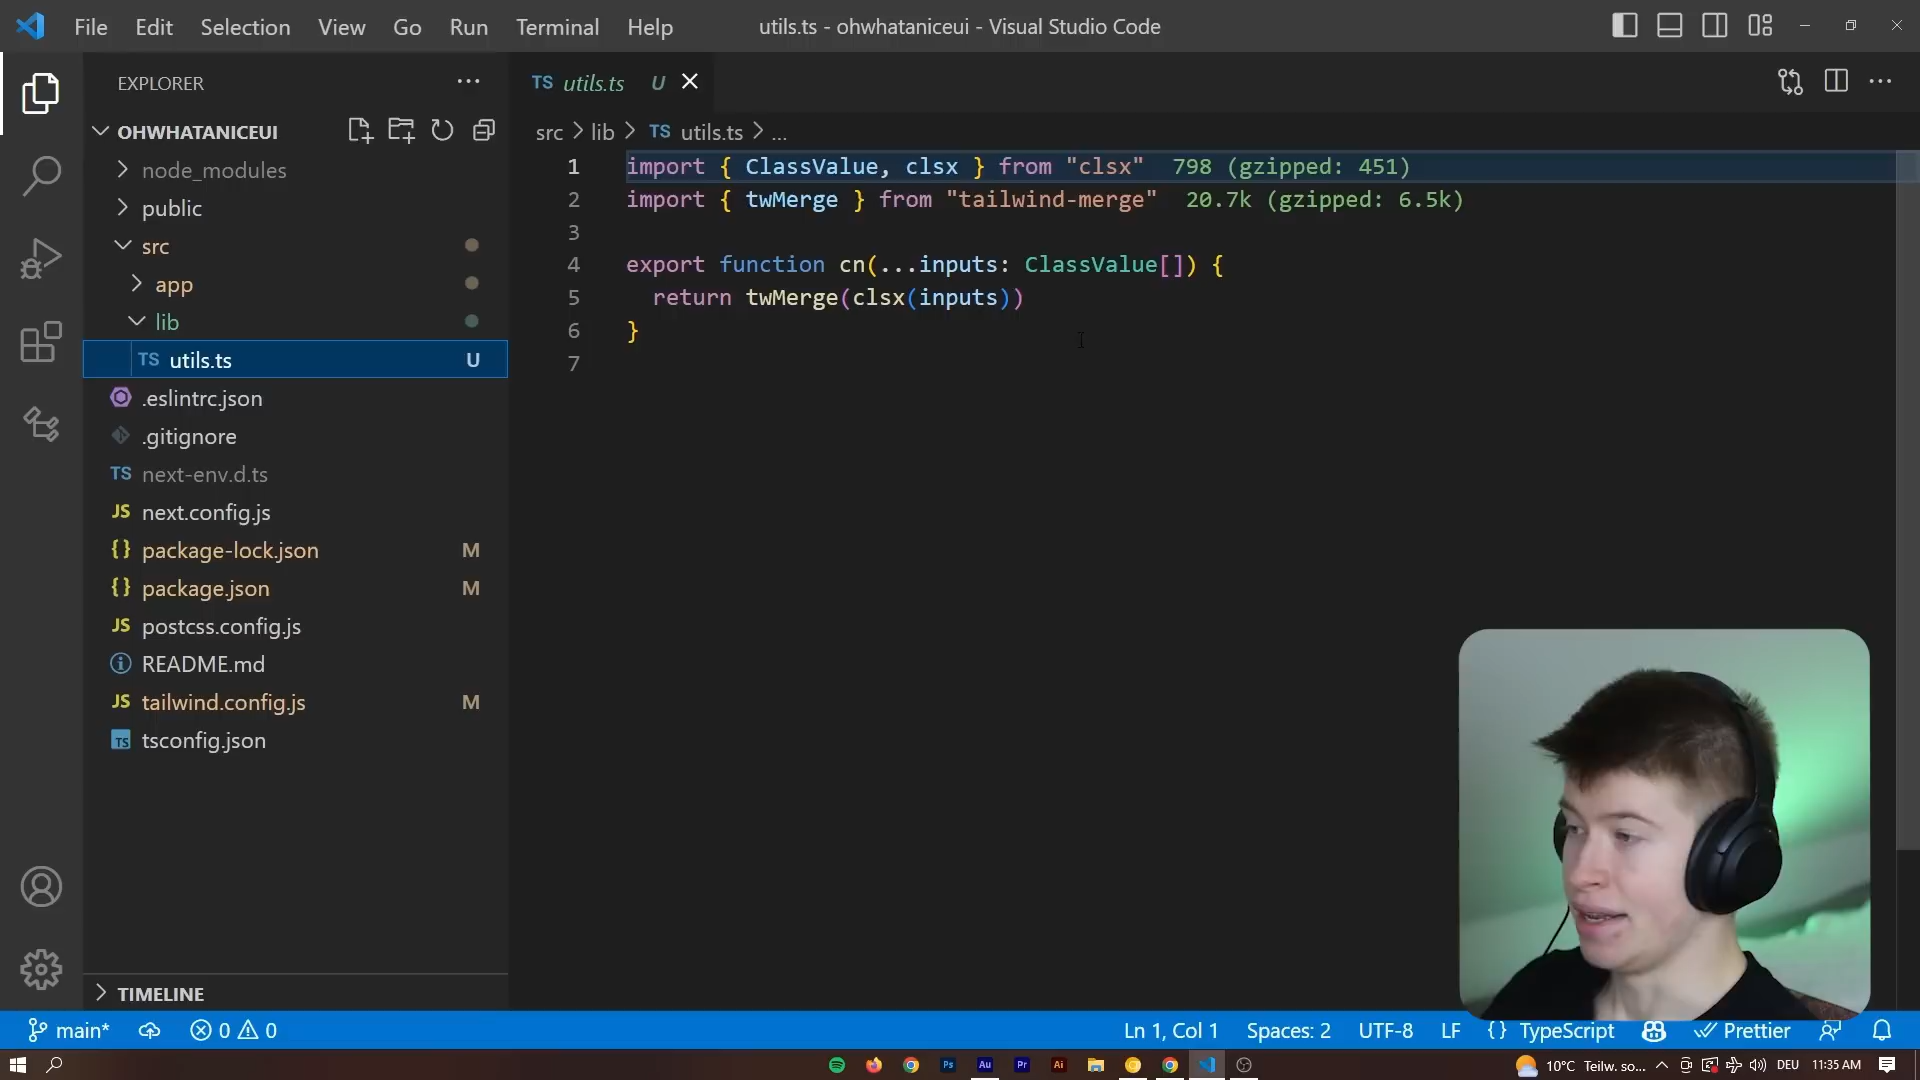 File Edit Selection View Go Run Terminal Help utils.ts - ohwhataniceui - Visual Studio Code
EXPLORER
OHWHATANICEUI
node_modules
public
src
app
lib
TS utils.ts U
.eslintrc.json
.gitignore
TS next-env.d.ts
JS next.config.js
{} package-lock.json M
{} package.json M
JS postcss.config.js
README.md
JS tailwind.config.js M
TS tsconfig.json
TIMELINE
TS utils.ts U
src > lib > TS utils.ts > ...
1 import { ClassValue, clsx } from "clsx" 798 (gzipped: 451)
2 import { twMerge } from "tailwind-merge" 20.7k (gzipped: 6.5k)
3
4 export function cn(...inputs: ClassValue[]) {
5 return twMerge(clsx(inputs))
6 }
7
main* 0 0 Ln 1, Col 1 Spaces: 2 UTF-8 LF {} TypeScript Prettier
Ps Au Pr Ai 10°C Teilw. so... DEU 11:35 AM